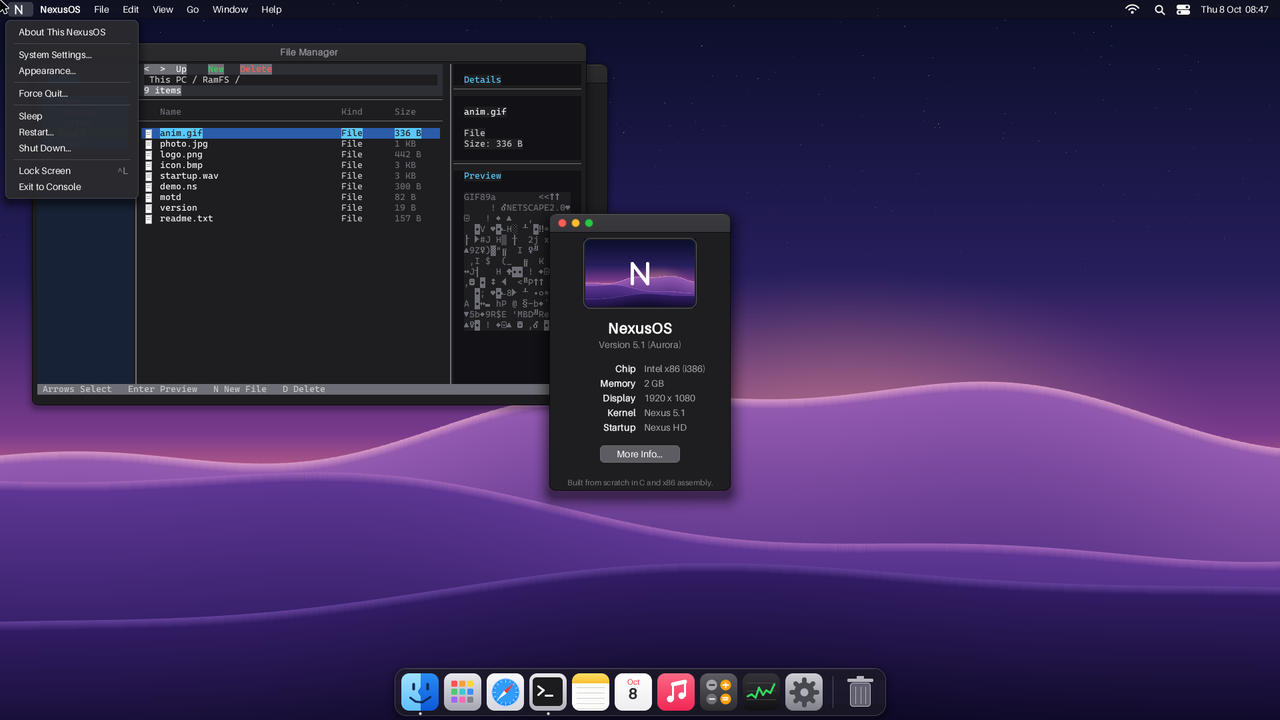 N NexusOS File Edit View Go Window Help Thu 8 Oct 08:47
About This NexusOS
System Settings...
Appearance...
Force Quit...
Sleep
Restart...
Shut Down...
Lock Screen ^L
Exit to Console
File Manager
< > Up New Delete
This PC / RamFS /
9 items
Name Kind Size
anim.gif File 336 B
photo.jpg File 1 KB
logo.png File 442 B
icon.bmp File 3 KB
startup.wav File 3 KB
demo.ns File 300 B
motd File 82 B
version File 19 B
readme.txt File 157 B
Details
anim.gif
File
Size: 336 B
Preview
GIF89a
NETSCAPE2.0
Arrows Select Enter Preview N New File D Delete
N
NexusOS
Version 5.1 (Aurora)
Chip Intel x86 (i386)
Memory 2 GB
Display 1920 x 1080
Kernel Nexus 5.1
Startup Nexus HD
More Info...
Built from scratch in C and x86 assembly.
Oct
8